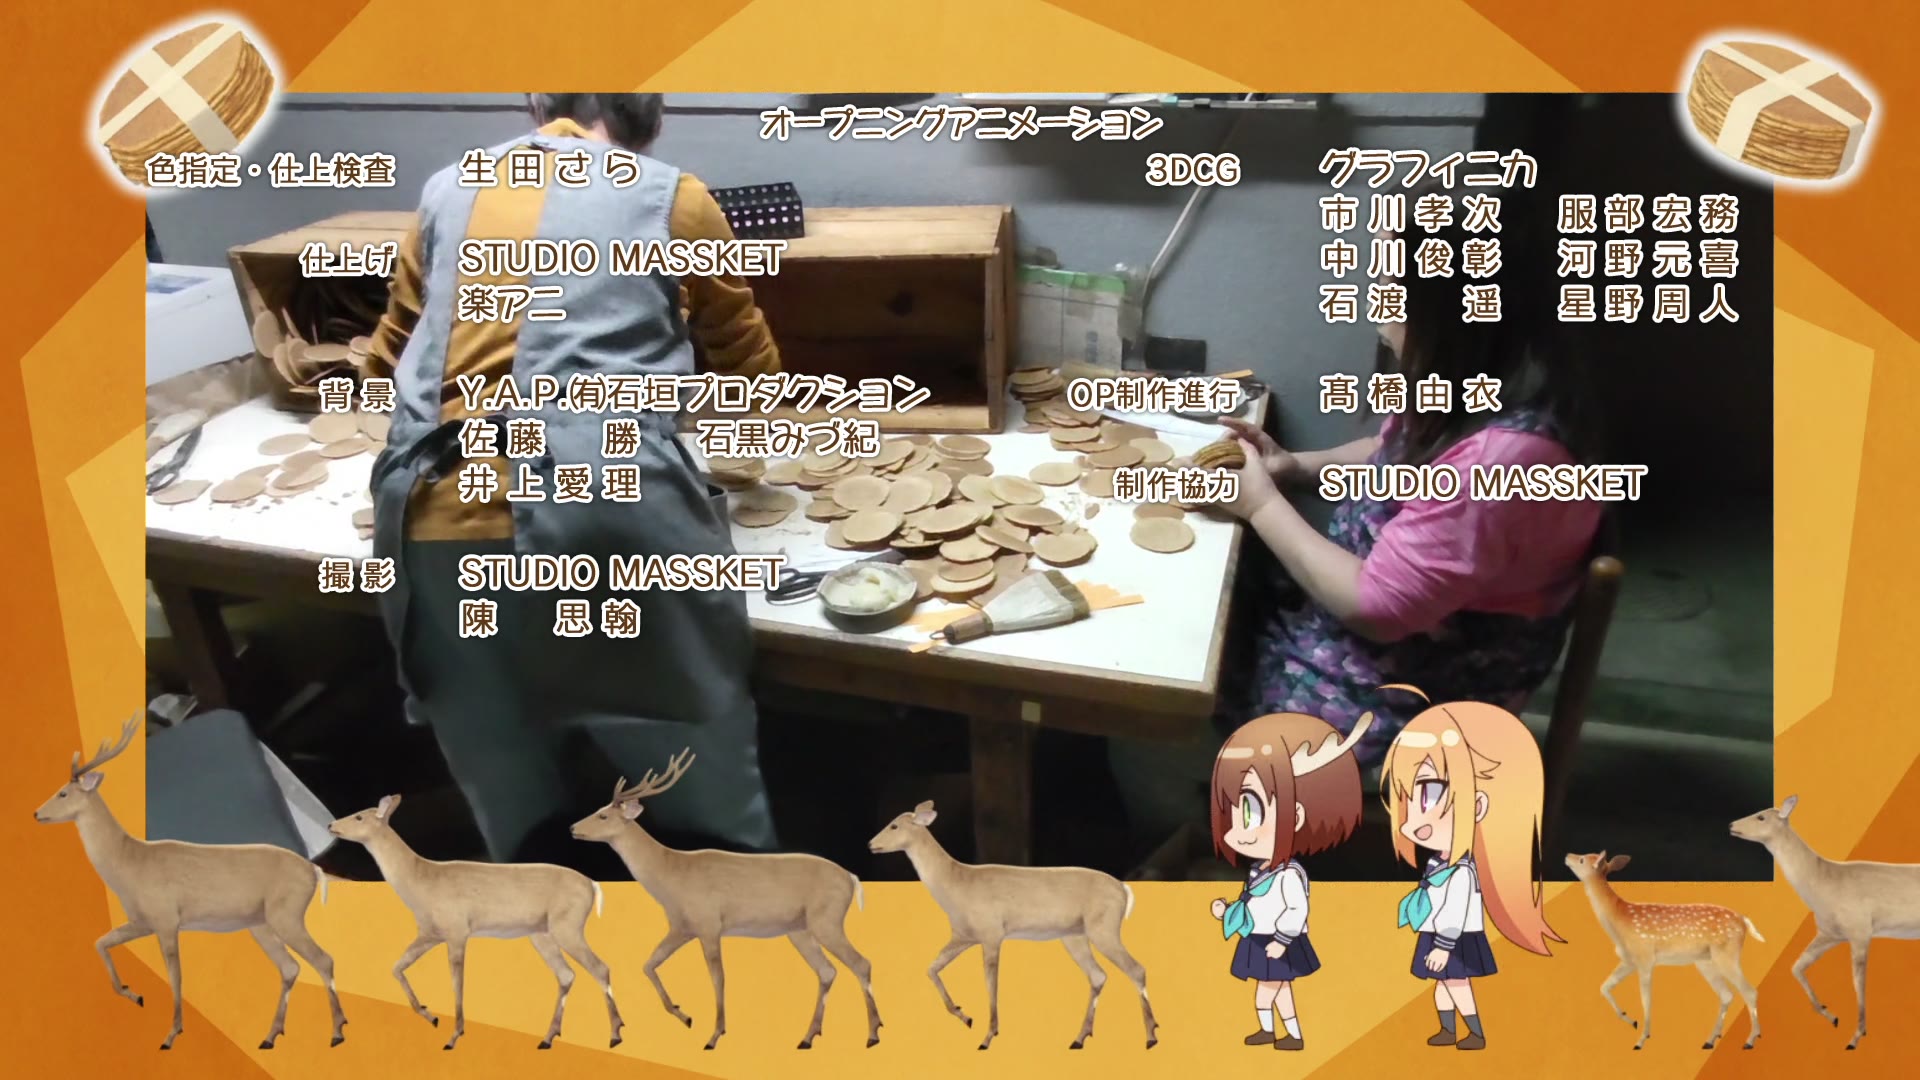 オープニングアニメーション
色指定・仕上検査 生田さら
仕上げ STUDIO MASSKET
楽アニ
背景 Y.A.P.㈲石垣プロダクション
佐藤 勝 石黒みづ紀
井上愛理
撮影 STUDIO MASSKET
陳 思翰
3DCG グラフィニカ
市川孝次 服部宏務
中川俊彰 河野元喜
石渡 遥 星野周人
OP制作進行 髙橋由衣
制作協力 STUDIO MASSKET